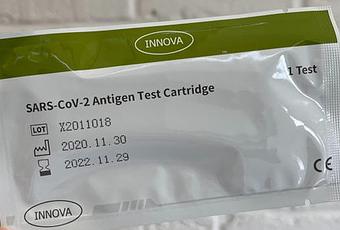 INNOVA
1 Test
SARS-CoV-2 Antigen Test Cartridge
LOT X2011018
2020.11.30
2022.11.29
CE
INNOVA